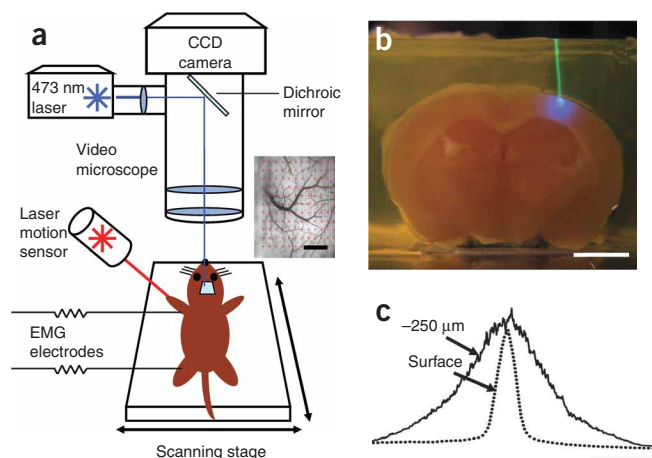 a
CCD
camera
473 nm
laser
Dichroic
mirror
Video
microscope
Laser
motion
sensor
EMG
electrodes
Scanning stage
b
c
–250 μm
Surface